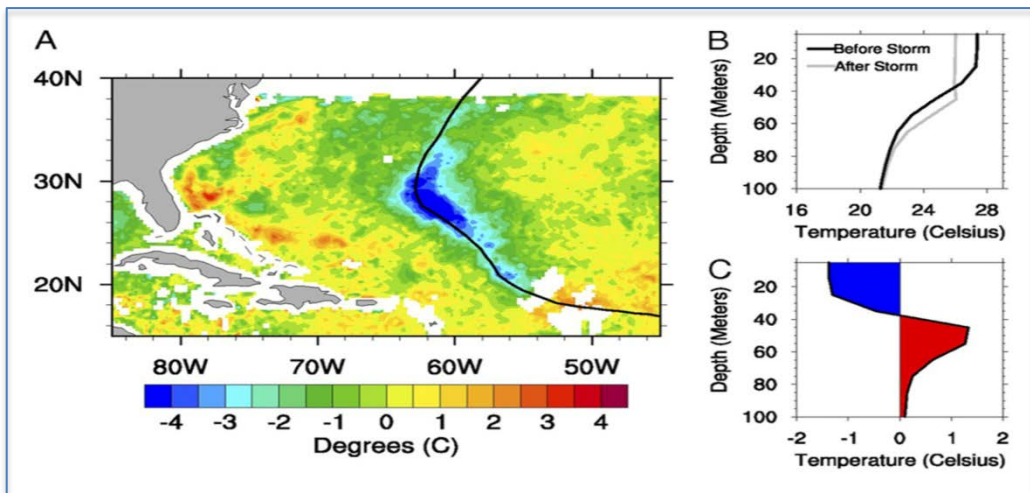 A
40N
30N
20N
80W 70W 60W 50W
-4 -3 -2 -1 0 1 2 3 4
Degrees (C)
B
Before Storm
After Storm
20
40
60
80
100
Depth (Meters)
16 20 24 28
Temperature (Celsius)
C
20
40
60
80
100
Depth (Meters)
-2 -1 0 1 2
Temperature (Celsius)